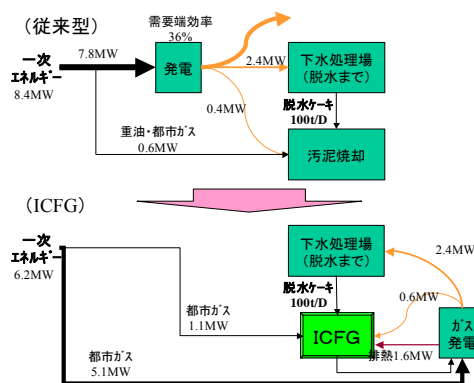 （従来型）
需要端効率
36%
7.8MW
一次
エネルギー
8.4MW
発電
2.4MW
下水処理場
（脱水まで）
0.4MW
脱水ケーキ
100t/D
重油・都市ガス
0.6MW
汚泥焼却
（ICFG）
一次
エネルギー
6.2MW
下水処理場
（脱水まで）
2.4MW
脱水ケーキ
100t/D
0.6MW
都市ガス
1.1MW
ICFG
ガス
発電
排熱1.6MW
都市ガス
5.1MW